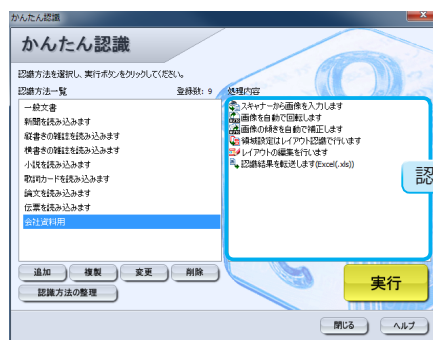 かんたん認識
かんたん認識
認識方法を選択し、実行ボタンをクリックしてください。
認識方法一覧 登録数: 9 処理内容
一般文書
新聞を読み込みます
縦書きの雑誌を読み込みます
横書きの雑誌を読み込みます
小説を読み込みます
歌詞カードを読み込みます
論文を読み込みます
伝票を読み込みます
会社資料用
スキャナーから画像を入力します
画像を自動で回転します
画像の傾きを自動で補正します
領域設定はレイアウト認識で行います
レイアウトの編集を行います
認識結果を転送します(Excel(.xls))
認
追加 複製 変更 削除
認識方法の整理
実行
閉じる ヘルプ